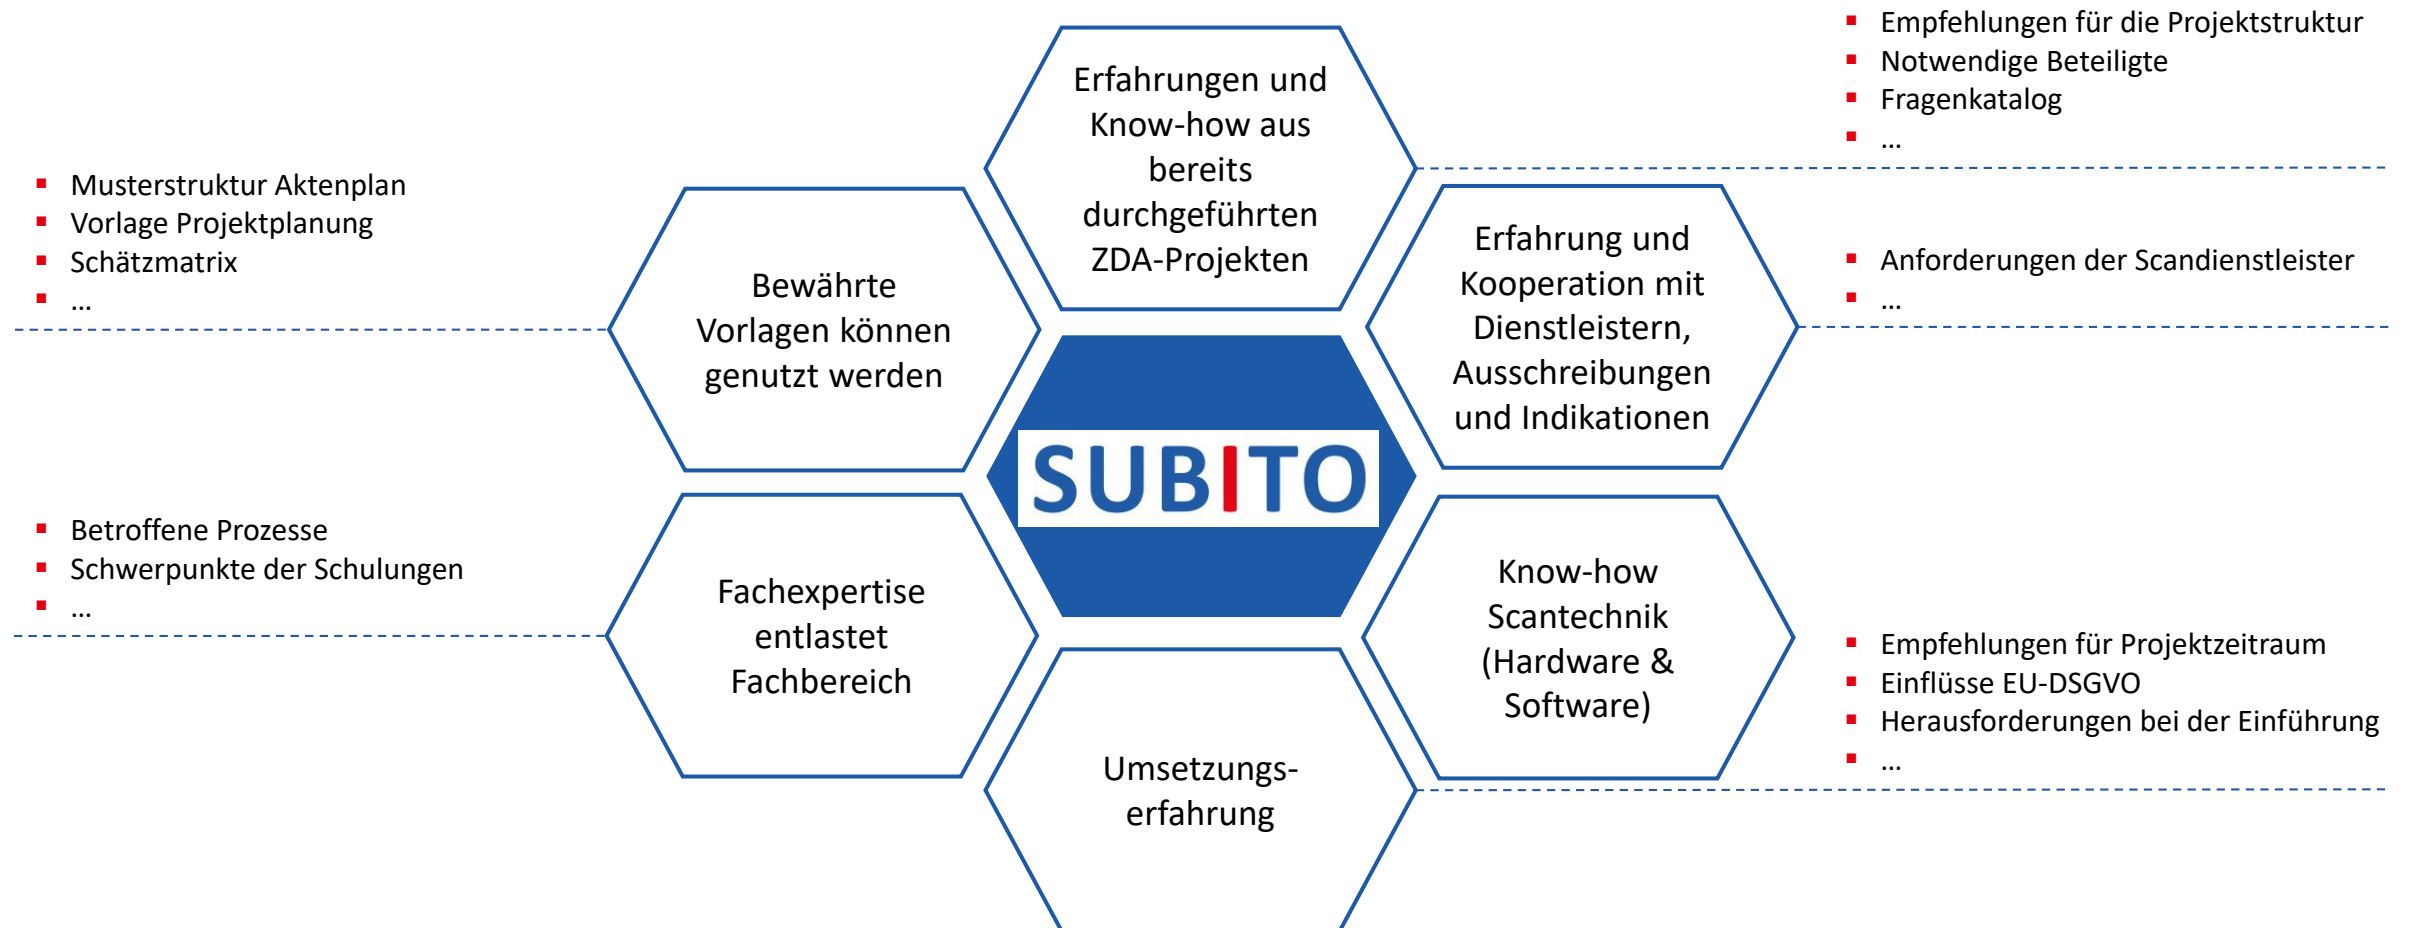 Erfahrungen und
Know-how aus
bereits
durchgeführten
ZDA-Projekten
▪ Empfehlungen für die Projektstruktur
▪ Notwendige Beteiligte
▪ Fragenkatalog
▪ ...
▪ Musterstruktur Aktenplan
▪ Vorlage Projektplanung
▪ Schätzmatrix
▪ ...
Bewährte
Vorlagen können
genutzt werden
Erfahrung und
Kooperation mit
Dienstleistern,
Ausschreibungen
und Indikationen
▪ Anforderungen der Scandienstleister
▪ ...
SUBITO
▪ Betroffene Prozesse
▪ Schwerpunkte der Schulungen
▪ ...
Fachexpertise
entlastet
Fachbereich
Know-how
Scantechnik
(Hardware &
Software)
▪ Empfehlungen für Projektzeitraum
▪ Einflüsse EU-DSGVO
▪ Herausforderungen bei der Einführung
▪ ...
Umsetzungs-
erfahrung